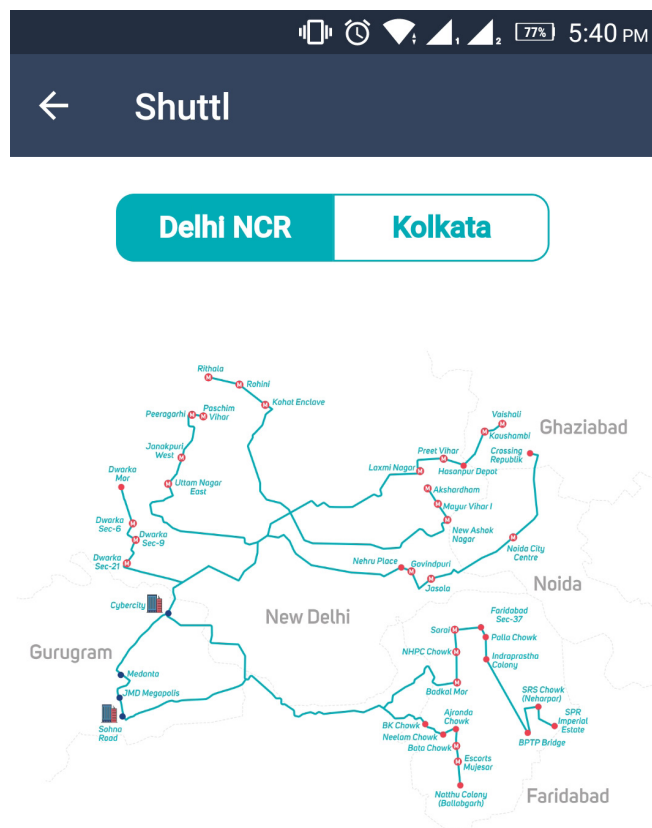 77%
5:40 PM
Shuttl
Delhi NCR
Kolkata
Rithala
Rohini
Kohat Enclave
Peeragarhi
Paschim
Vihar
Janakpuri
West
Uttam Nagar
East
Dwarka
Mor
Dwarka
Sec-6
Dwarka
Sec-9
Dwarka
Sec-21
Vaishali
Kaushambi
Ghaziabad
Crossing
Republik
Preet Vihar
Laxmi Nagar
Hasanpur Depot
Akshardham
Mayur Vihar I
New Ashok
Nagar
Noida City
Centre
Nehru Place
Govindpuri
Jasola
Noida
Cybercity
New Delhi
Gurugram
Medanta
JMD Megapolis
Sohna
Road
Faridabad
Sec-37
Sarai
Polla Chowk
NHPC Chowk
Indraprastha
Colony
Badkal Mor
SRS Chowk
(Neharpar)
SPR
Imperial
Estate
BPTP Bridge
Ajronda
Chowk
BK Chowk
Neelam Chowk
Bata Chowk
Escorts
Mujesar
Natthu Colony
(Ballabgarh)
Faridabad